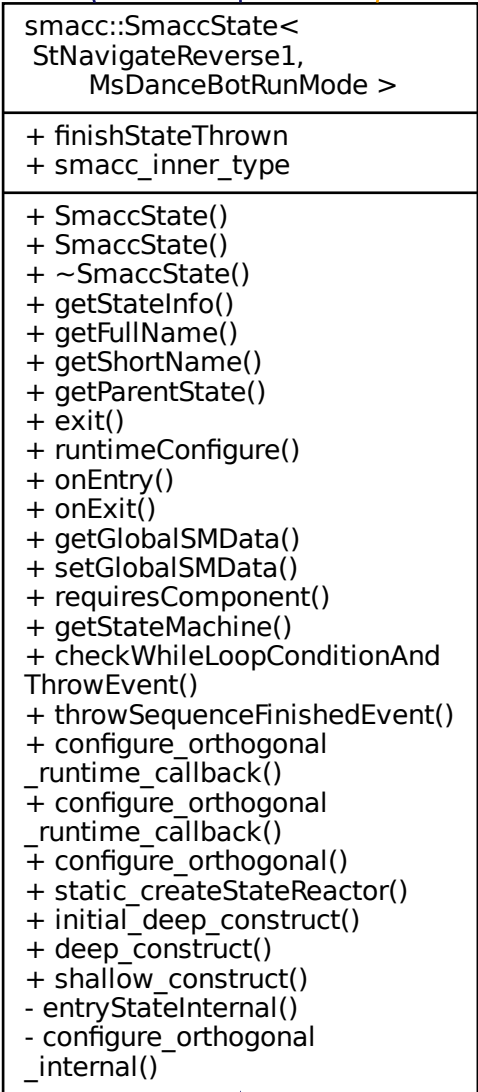 smacc::SmaccState<
StNavigateReverse1,
MsDanceBotRunMode >
+ finishStateThrown
+ smacc_inner_type
+ SmaccState()
+ SmaccState()
+ ~SmaccState()
+ getStateInfo()
+ getFullName()
+ getShortName()
+ getParentState()
+ exit()
+ runtimeConfigure()
+ onEntry()
+ onExit()
+ getGlobalSMData()
+ setGlobalSMData()
+ requiresComponent()
+ getStateMachine()
+ checkWhileLoopConditionAnd
ThrowEvent()
+ throwSequenceFinishedEvent()
+ configure_orthogonal
_runtime_callback()
+ configure_orthogonal
_runtime_callback()
+ configure_orthogonal()
+ static_createStateReactor()
+ initial_deep_construct()
+ deep_construct()
+ shallow_construct()
- entryStateInternal()
- configure_orthogonal
_internal()